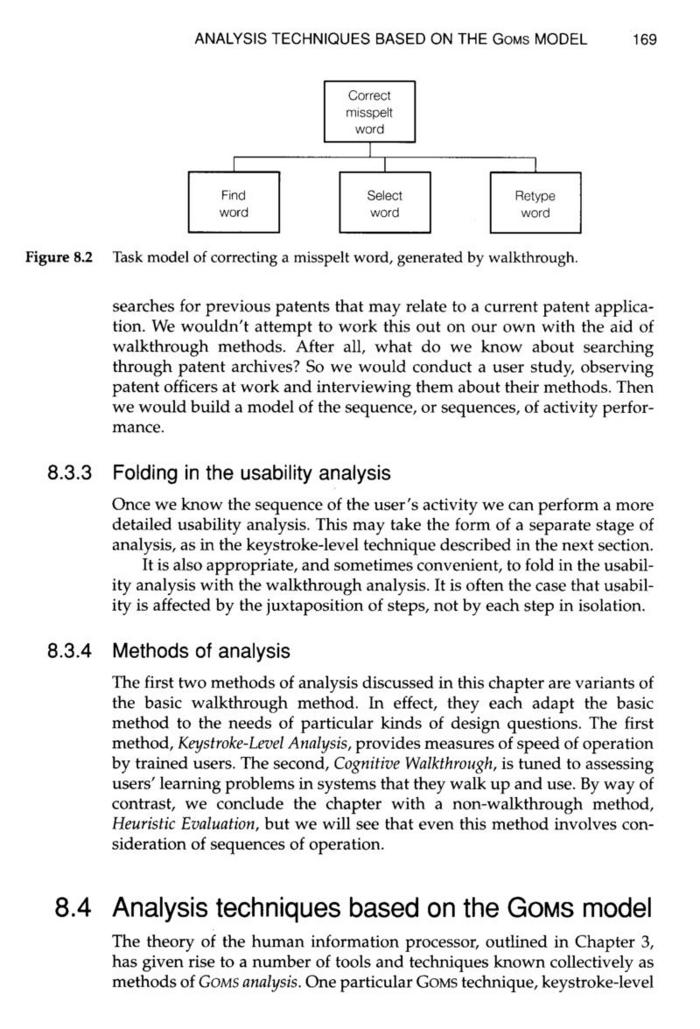 ANALYSIS TECHNIQUES BASED ON THE GOMS MODEL 169
Correct
misspelt
word
Find
word
Select
word
Retype
word
Figure 8.2 Task model of correcting a misspelt word, generated by walkthrough.
searches for previous patents that may relate to a current patent applica-
tion. We wouldn't attempt to work this out on our own with the aid of
walkthrough methods. After all, what do we know about searching
through patent archives? So we would conduct a user study, observing
patent officers at work and interviewing them about their methods. Then
we would build a model of the sequence, or sequences, of activity perfor-
mance.
8.3.3 Folding in the usability analysis
Once we know the sequence of the user's activity we can perform a more
detailed usability analysis. This may take the form of a separate stage of
analysis, as in the keystroke-level technique described in the next section.
It is also appropriate, and sometimes convenient, to fold in the usabil-
ity analysis with the walkthrough analysis. It is often the case that usabil-
ity is affected by the juxtaposition of steps, not by each step in isolation.
8.3.4 Methods of analysis
The first two methods of analysis discussed in this chapter are variants of
the basic walkthrough method. In effect, they each adapt the basic
method to the needs of particular kinds of design questions. The first
method, Keystroke-Level Analysis, provides measures of speed of operation
by trained users. The second, Cognitive Walkthrough, is tuned to assessing
users' learning problems in systems that they walk up and use. By way of
contrast, we conclude the chapter with a non-walkthrough method,
Heuristic Evaluation, but we will see that even this method involves con-
sideration of sequences of operation.
8.4 Analysis techniques based on the GOMS model
The theory of the human information processor, outlined in Chapter 3,
has given rise to a number of tools and techniques known collectively as
methods of GOMS analysis. One particular GOMS technique, keystroke-level